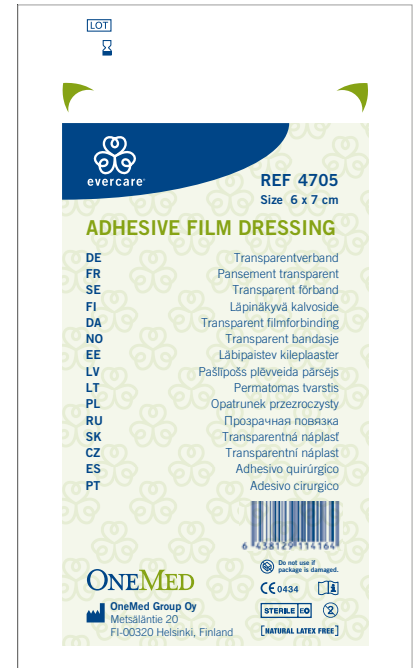 LOT
evercare®
REF 4705
Size 6 x 7 cm
ADHESIVE FILM DRESSING
DE Transparentverband
FR Pansement transparent
SE Transparent förband
FI Läpinäkyvä kalvoside
DA Transparent filmforbinding
NO Transparent bandasje
EE Läbipaistev kileplaaster
LV Pašlīpošs plēvveida pārsējs
LT Permatomas tvarstis
PL Opatrunek przezroczysty
RU Прозрачная повязка
SK Transparentná náplasť
CZ Transparentní náplast
ES Adhesivo quirúrgico
PT Adesivo cirurgico
6 438129 114164
Do not use if
package is damaged.
CE 0434
STERILE EO 2
[NATURAL LATEX FREE]
ONEMED
OneMed Group Oy
Metsäläntie 20
FI-00320 Helsinki, Finland